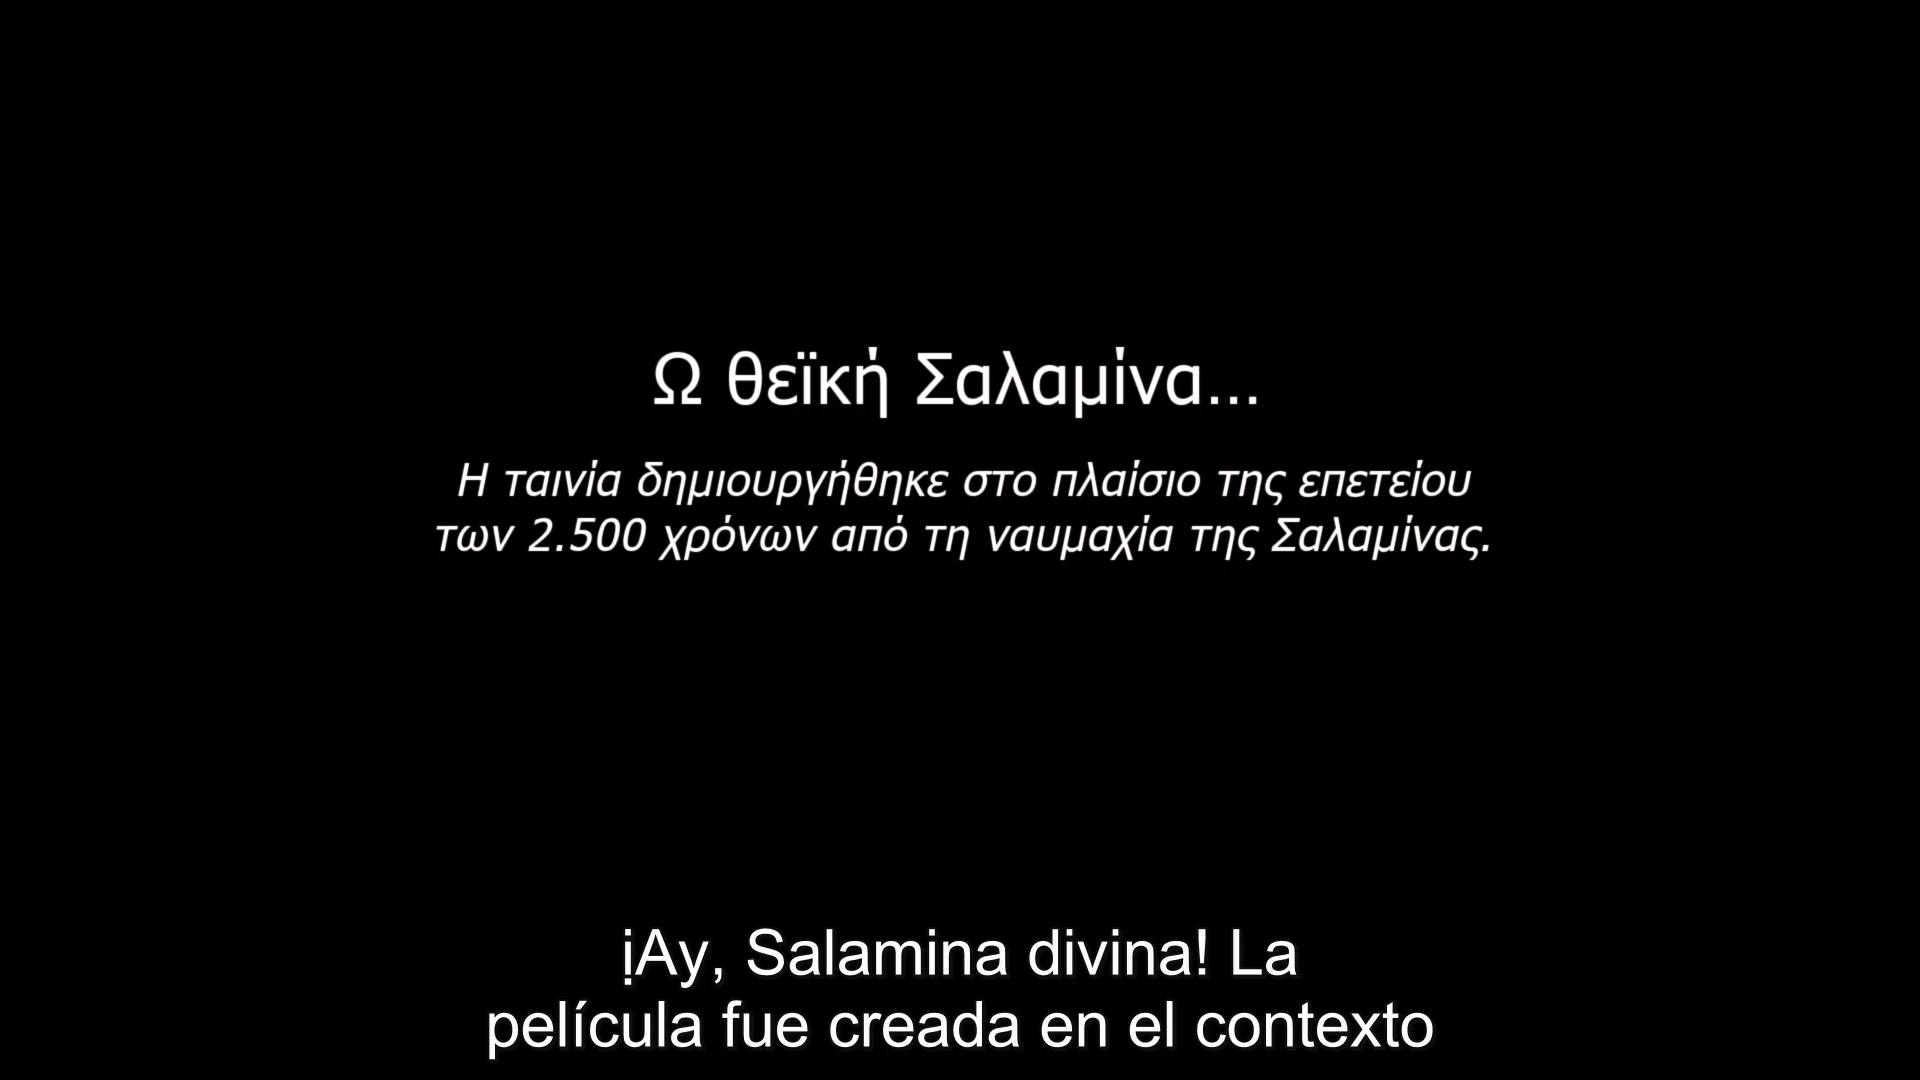 Ω θεϊκή Σαλαμίνα...
Η ταινία δημιουργήθηκε στο πλαίσιο της επετείου
των 2.500 χρόνων από τη ναυμαχία της Σαλαμίνας.
ị Ay, Salamina divina! La
película fue creada en el contexto